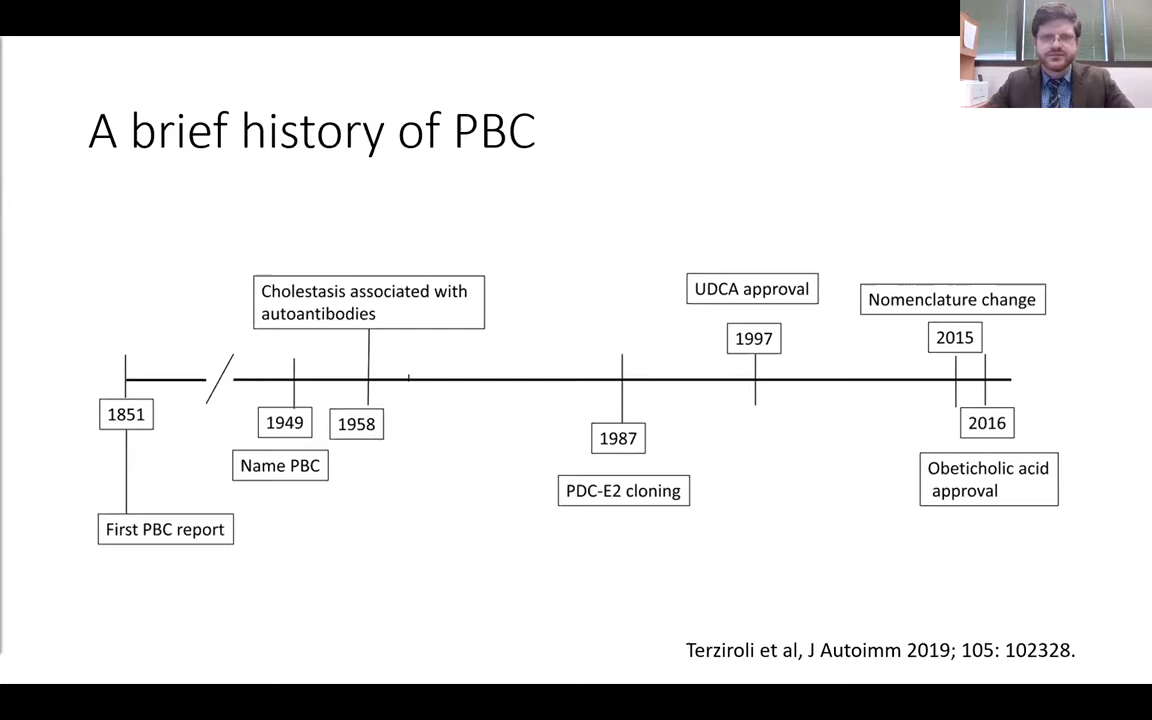 A brief history of PBC
Cholestasis associated with
autoantibodies
UDCA approval
Nomenclature change
1997
2015
1851
1949
1958
1987
2016
Name PBC
PDC-E2 cloning
Obeticholic acid
approval
First PBC report
Terziroli et al, J Autoimm 2019; 105: 102328.